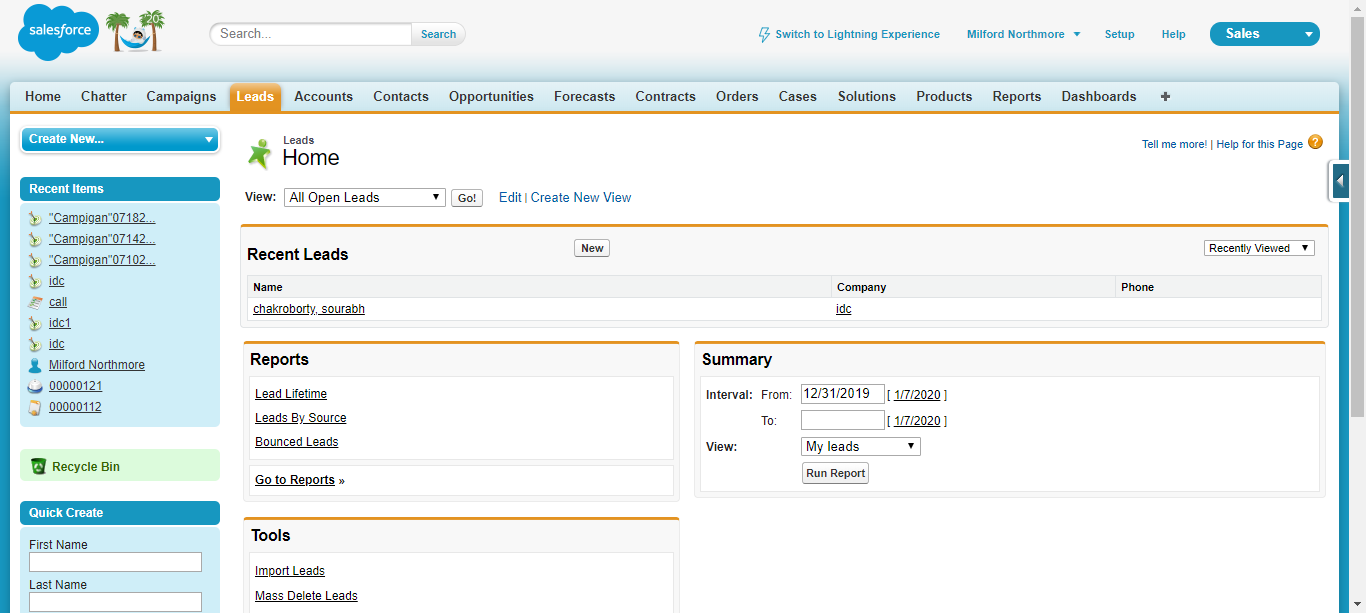 salesforce
20
Search...
Search
Switch to Lightning Experience
Milford Northmore
Setup
Help
Sales
Home Chatter Campaigns Leads Accounts Contacts Opportunities Forecasts Contracts Orders Cases Solutions Products Reports Dashboards +
Create New...
Recent Items
"Campigan"07182...
"Campigan"07142...
"Campigan"07102...
idc
call
idc1
idc
Milford Northmore
00000121
00000112
Recycle Bin
Quick Create
First Name
Last Name
Leads
Home
Tell me more! | Help for this Page ?
View: All Open Leads Go! Edit | Create New View
Recent Leads New Recently Viewed
Name Company Phone
chakroborty, sourabh idc
Reports
Lead Lifetime
Leads By Source
Bounced Leads
Go to Reports »
Summary
Interval: From: 12/31/2019 [ 1/7/2020 ]
To: [ 1/7/2020 ]
View: My leads
Run Report
Tools
Import Leads
Mass Delete Leads